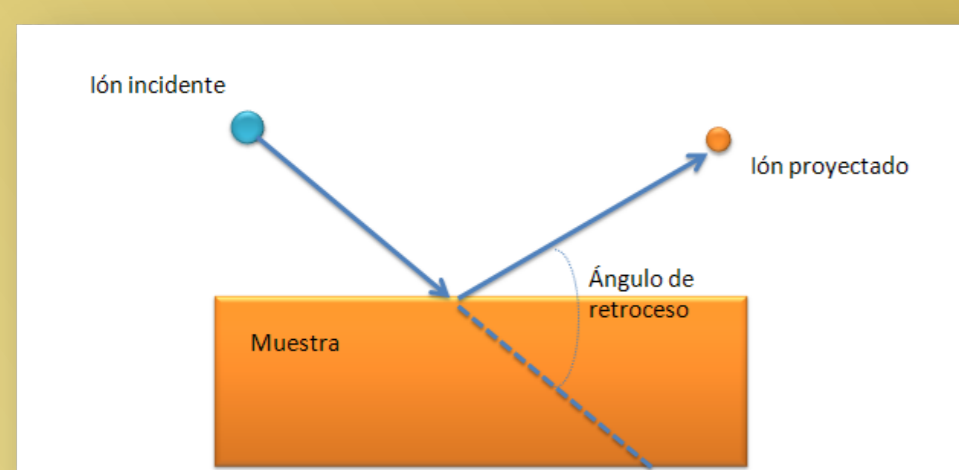 Ión incidente
Ión proyectado
Ángulo de
retroceso
Muestra